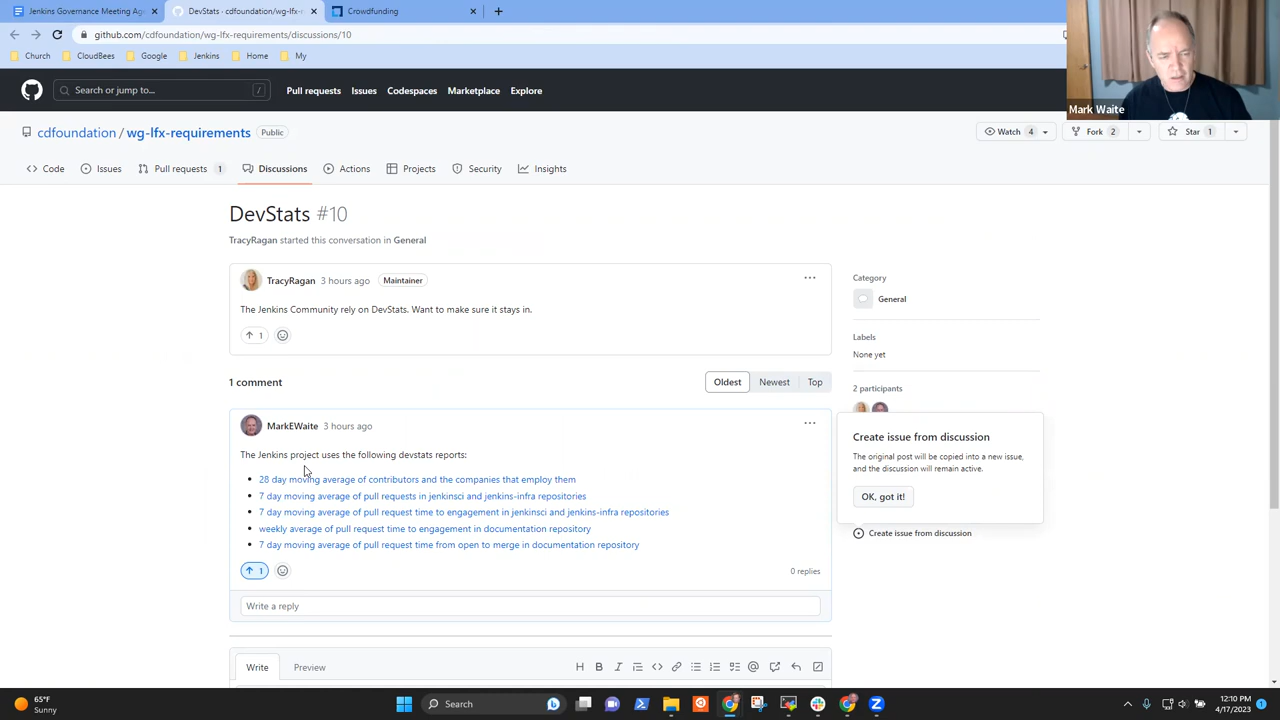 Jenkins Governance Meeting Ag
DevStats · cdfoundation/wg-lfx-r
Crowdfunding
github.com/cdfoundation/wg-lfx-requirements/discussions/10
Church
CloudBees
Google
Jenkins
Home
My
Mark Waite
Search or jump to...
/
Pull requests
Issues
Codespaces
Marketplace
Explore
cdfoundation / wg-lfx-requirements
Public
Watch 4
Fork 2
Star 1
Code
Issues
Pull requests 1
Discussions
Actions
Projects
Security
Insights
DevStats #10
TracyRagan started this conversation in General
TracyRagan 3 hours ago Maintainer
The Jenkins Community rely on DevStats. Want to make sure it stays in.
1
Category
General
Labels
None yet
2 participants
1 comment
Oldest
Newest
Top
MarkEWaite 3 hours ago
The Jenkins project uses the following devstats reports:
28 day moving average of contributors and the companies that employ them
7 day moving average of pull requests in jenkinsci and jenkins-infra repositories
7 day moving average of pull request time to engagement in jenkinsci and jenkins-infra repositories
weekly average of pull request time to engagement in documentation repository
7 day moving average of pull request time from open to merge in documentation repository
1
0 replies
Write a reply
Create issue from discussion
The original post will be copied into a new issue,
and the discussion will remain active.
OK, got it!
Create issue from discussion
Write
Preview
65°F
Sunny
Search
12:10 PM
4/17/2023